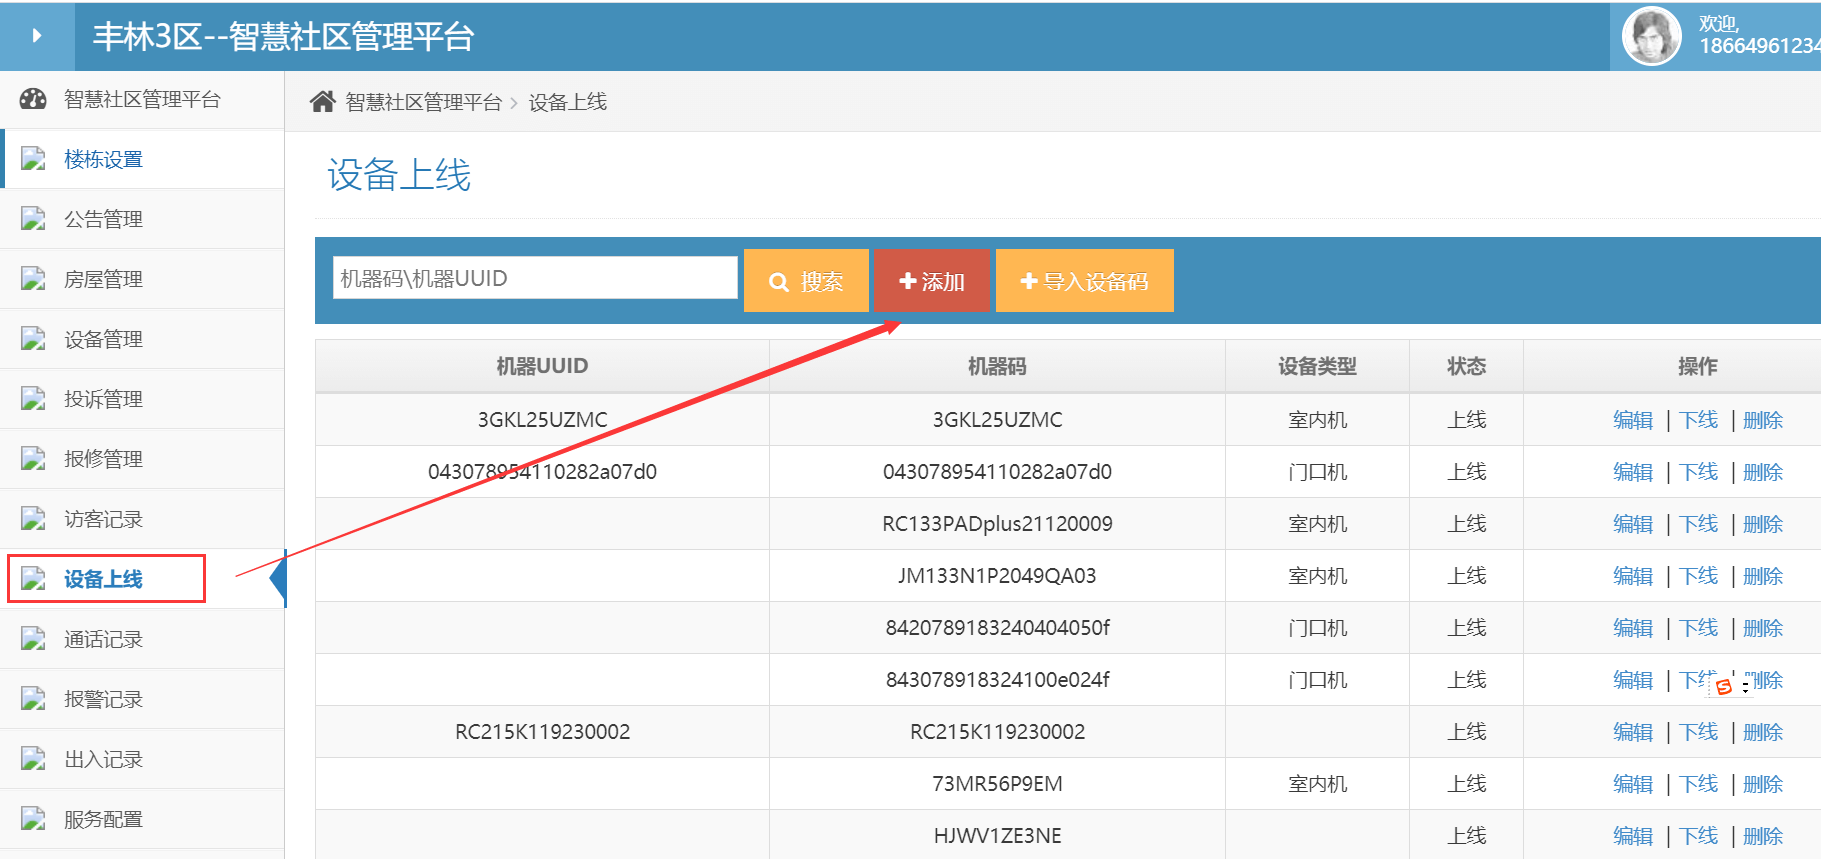 丰林3区--智慧社区管理平台
欢迎,
18664961234
智慧社区管理平台
楼栋设置
公告管理
房屋管理
设备管理
投诉管理
报修管理
访客记录
设备上线
通话记录
报警记录
出入记录
服务配置
智慧社区管理平台 > 设备上线
设备上线
机器码\机器UUID 搜索 添加 导入设备码
机器UUID 机器码 设备类型 状态 操作
3GKL25UZMC 3GKL25UZMC 室内机 上线 编辑 | 下线 | 删除
043078954110282a07d0 043078954110282a07d0 门口机 上线 编辑 | 下线 | 删除
RC133PADplus21120009 室内机 上线 编辑 | 下线 | 删除
JM133N1P2049QA03 室内机 上线 编辑 | 下线 | 删除
8420789183240404050f 门口机 上线 编辑 | 下线 | 删除
843078918324100e024f 门口机 上线 编辑 | 下线 | 删除
RC215K119230002 RC215K119230002 上线 编辑 | 下线 | 删除
73MR56P9EM 室内机 上线 编辑 | 下线 | 删除
HJWV1ZE3NE 上线 编辑 | 下线 | 删除